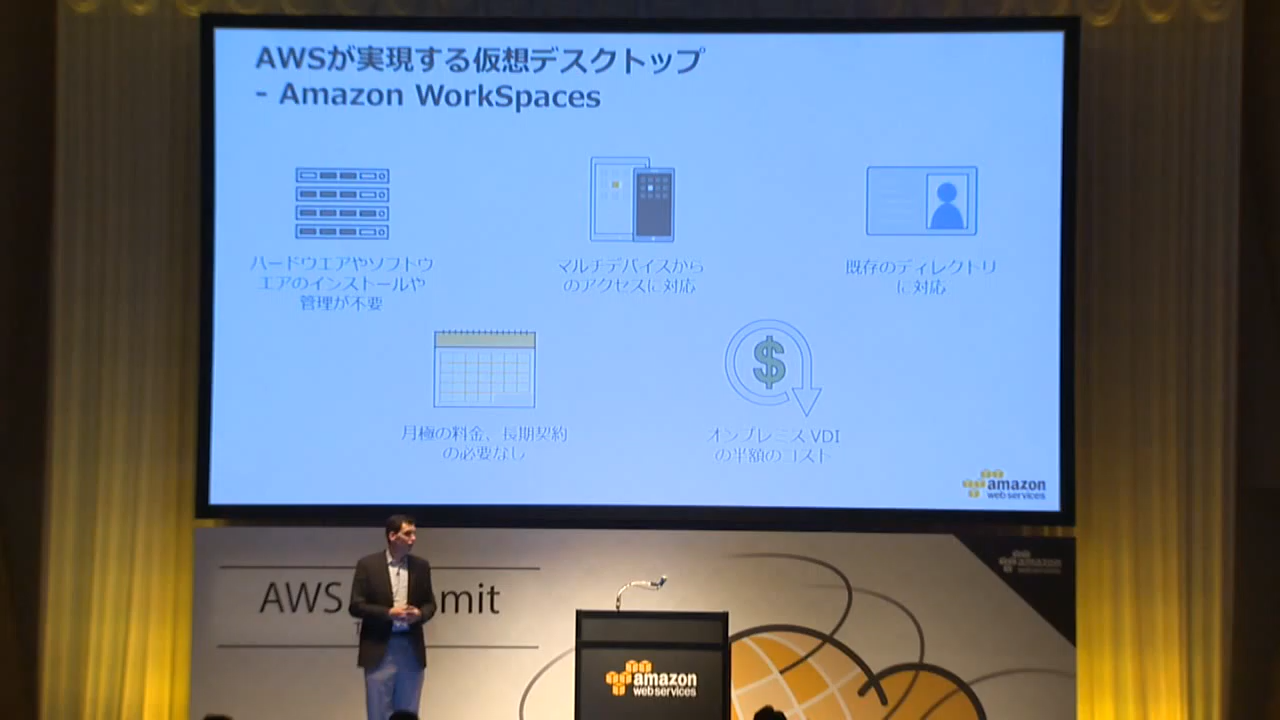 AWSが実現する仮想デスクトップ
- Amazon WorkSpaces
ハードウエアやソフトウ
エアのインストールや
管理が不要
マルチデバイスから
のアクセスに対応
既存のディレクトリ
に対応
月極の料金、長期契約
の必要なし
オンプレミス VDI
の半額のコスト
amazon
web services
amazon
web services
AWS mit
amazon
web services